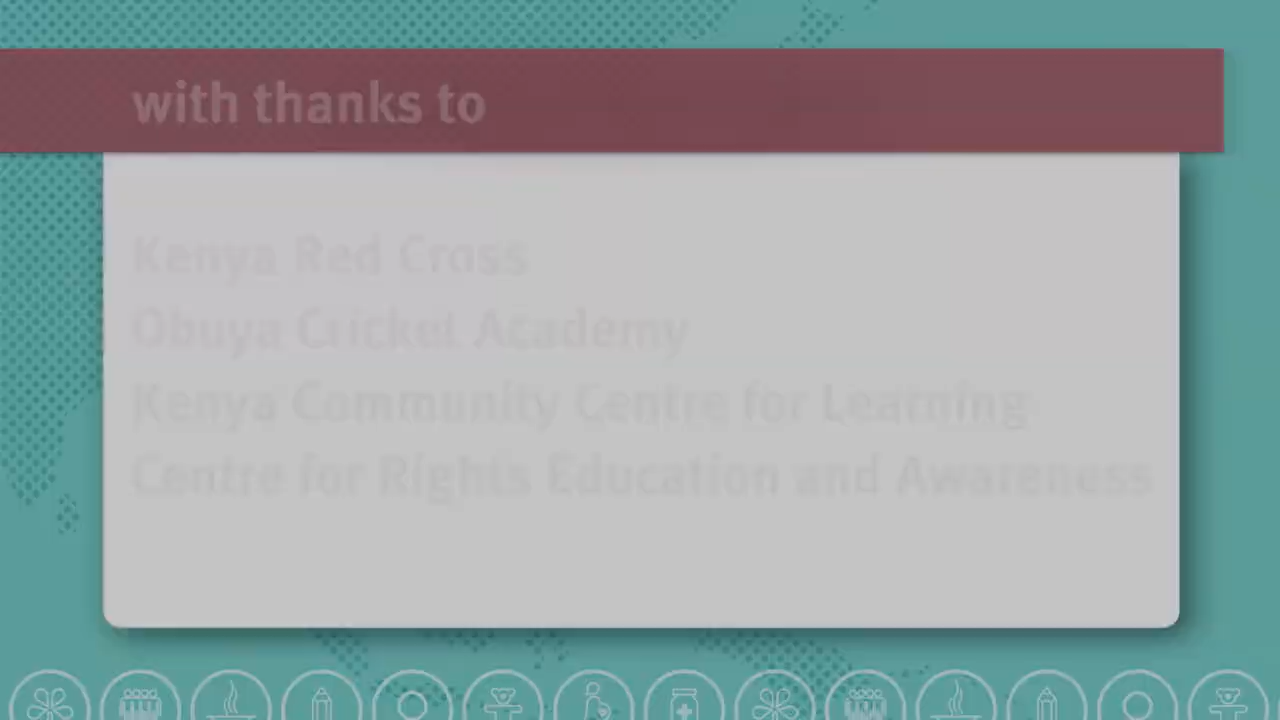 with thanks to
Kenya Red Cross
Obuya Cricket Academy
Kenya Community Centre for Learning
Centre for Rights Education and Awareness